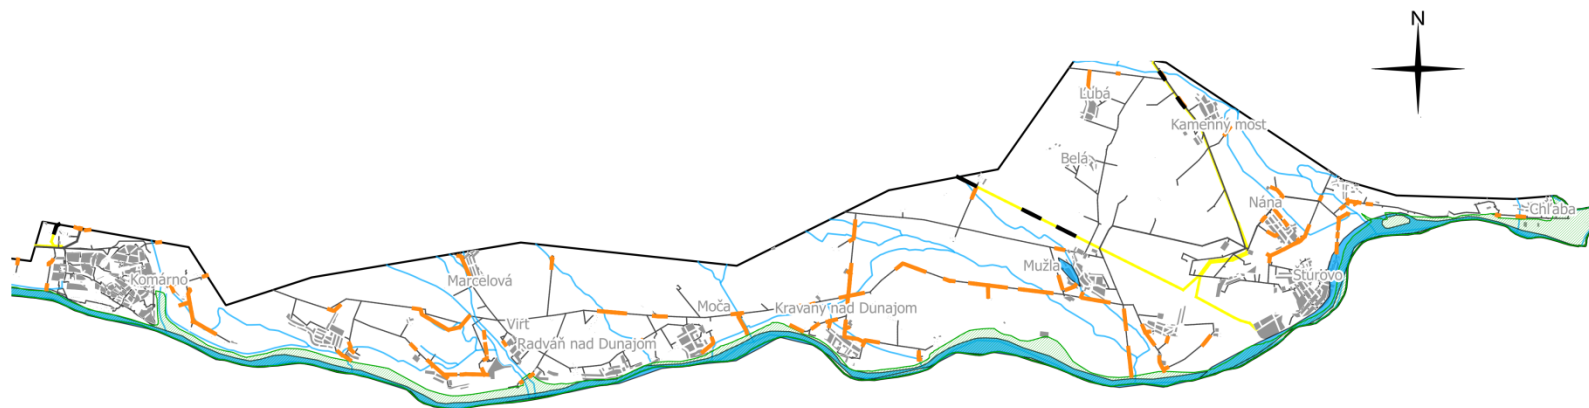 N
Ľubá
Kamenný most
Belá
Nána
Chľaba
Mužla
Štúrovo
Komárno
Marcelová
Moča
Kravany nad Dunajom
Virt
Radvaň nad Dunajom